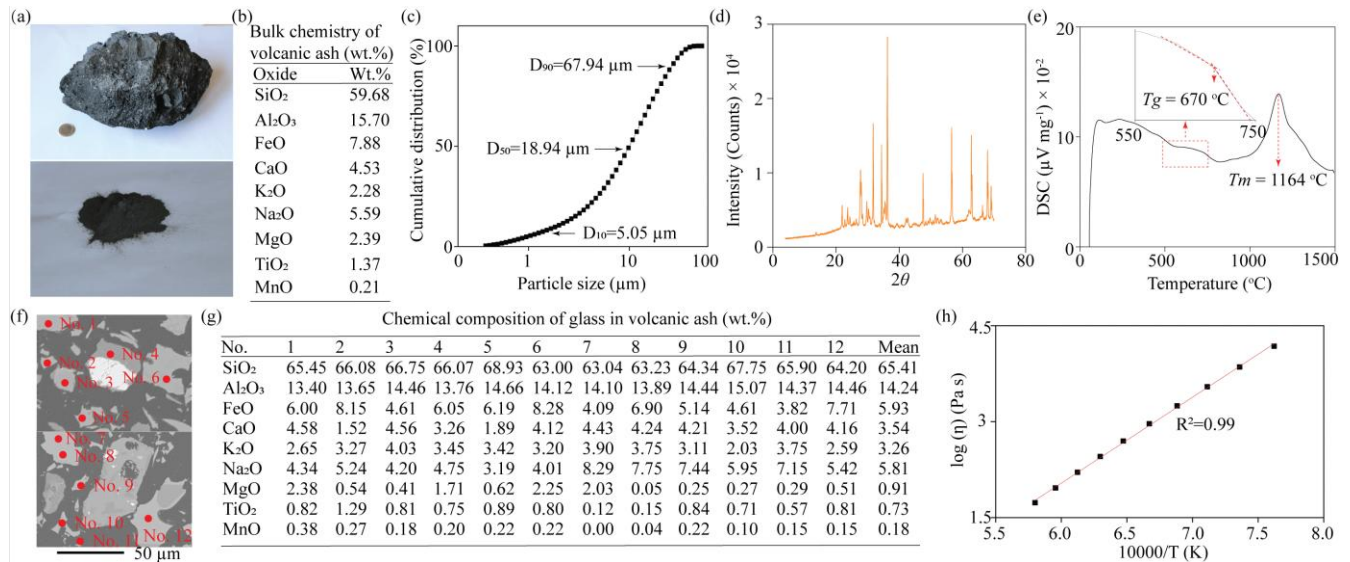 (a)
(b)
Bulk chemistry of
volcanic ash (wt.%)
Oxide Wt.%
SiO₂ 59.68
Al₂O₃ 15.70
FeO 7.88
CaO 4.53
K₂O 2.28
Na₂O 5.59
MgO 2.39
TiO₂ 1.37
MnO 0.21
(c)
Cumulative distribution (%)
100
50
0
D₉₀=67.94 µm
D₅₀=18.94 µm
D₁₀=5.05 µm
0 1 10 100
Particle size (µm)
(d)
Intensity (Counts) × 10⁴
3
2
1
0
0 20 40 60 80
2θ
(e)
DSC (µV mg⁻¹) × 10⁻²
20
10
0
Tg = 670 °C
550 750
Tm = 1164 °C
0 500 1000 1500
Temperature (°C)
(f)
No. 1
No. 2
No. 4
No. 3
No. 6
No. 5
No. 7
No. 8
No. 9
No. 10
No. 11
No. 12
50 µm
(g)
Chemical composition of glass in volcanic ash (wt.%)
No. 1 2 3 4 5 6 7 8 9 10 11 12 Mean
SiO₂ 65.45 66.08 66.75 66.07 68.93 63.00 63.04 63.23 64.34 67.75 65.90 64.20 65.41
Al₂O₃ 13.40 13.65 14.46 13.76 14.66 14.12 14.10 13.89 14.44 15.07 14.37 14.46 14.24
FeO 6.00 8.15 4.61 6.05 6.19 8.28 4.09 6.90 5.14 4.61 3.82 7.71 5.93
CaO 4.58 1.52 4.56 3.26 1.89 4.12 4.43 4.24 4.21 3.52 4.00 4.16 3.54
K₂O 2.65 3.27 4.03 3.45 3.42 3.20 3.90 3.75 3.11 2.03 3.75 2.59 3.26
Na₂O 4.34 5.24 4.20 4.75 3.19 4.01 8.29 7.75 7.44 5.95 7.15 5.42 5.81
MgO 2.38 0.54 0.41 1.71 0.62 2.25 2.03 0.05 0.25 0.27 0.29 0.51 0.91
TiO₂ 0.82 1.29 0.81 0.75 0.89 0.80 0.12 0.15 0.84 0.71 0.57 0.81 0.73
MnO 0.38 0.27 0.18 0.20 0.22 0.22 0.00 0.04 0.22 0.10 0.15 0.15 0.18
(h)
log (η) (Pa s)
4.5
3
1.5
R²=0.99
5.5 6.0 6.5 7.0 7.5 8.0
10000/T (K)